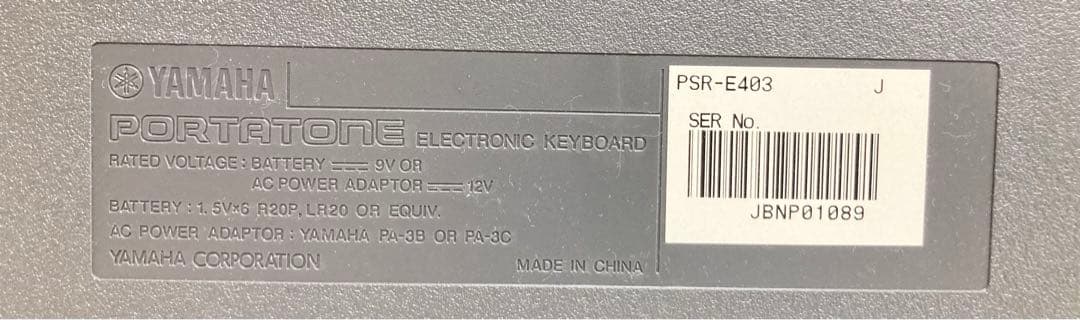 YAMAHA
PORTATONE ELECTRONIC KEYBOARD
RATED VOLTAGE : BATTERY ⎓ 9V OR
AC POWER ADAPTOR ⎓ 12V
BATTERY : 1.5V×6 R20P, LR20 OR EQUIV.
AC POWER ADAPTOR : YAMAHA PA-3B OR PA-3C
YAMAHA CORPORATION MADE IN CHINA
PSR-E403 J
SER No.
JBNP01089